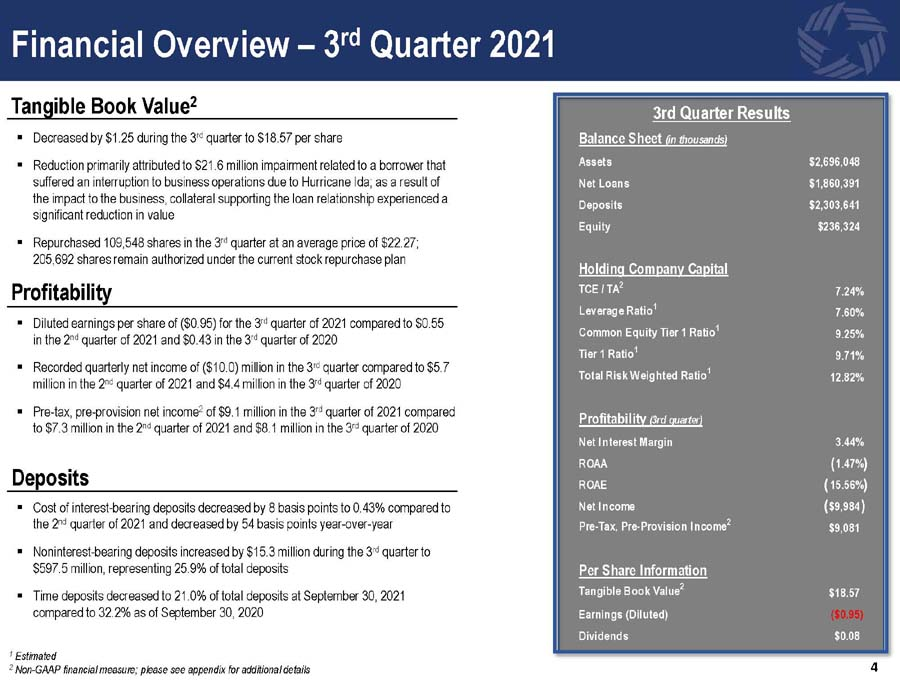 Financial Overview – 3rd Quarter 2021
Tangible Book Value2
▪ Decreased by $1.25 during the 3rd quarter to $18.57 per share
▪ Reduction primarily attributed to $21.6 million impairment related to a borrower that
suffered an interruption to business operations due to Hurricane Ida; as a result of
the impact to the business, collateral supporting the loan relationship experienced a
significant reduction in value
▪ Repurchased 109,548 shares in the 3rd quarter at an average price of $22.27;
205,692 shares remain authorized under the current stock repurchase plan
Profitability
▪ Diluted earnings per share of ($0.95) for the 3rd quarter of 2021 compared to $0.55
in the 2nd quarter of 2021 and $0.43 in the 3rd quarter of 2020
▪ Recorded quarterly net income of ($10.0) million in the 3rd quarter compared to $5.7
million in the 2nd quarter of 2021 and $4.4 million in the 3rd quarter of 2020
▪ Pre-tax, pre-provision net income2 of $9.1 million in the 3rd quarter of 2021 compared
to $7.3 million in the 2nd quarter of 2021 and $8.1 million in the 3rd quarter of 2020
Deposits
▪ Cost of interest-bearing deposits decreased by 8 basis points to 0.43% compared to
the 2nd quarter of 2021 and decreased by 54 basis points year-over-year
▪ Noninterest-bearing deposits increased by $15.3 million during the 3rd quarter to
$597.5 million, representing 25.9% of total deposits
▪ Time deposits decreased to 21.0% of total deposits at September 30, 2021
compared to 32.2% as of September 30, 2020
3rd Quarter Results
Balance Sheet (in thousands)
Assets $2,696,048
Net Loans $1,860,391
Deposits $2,303,641
Equity $236,324
Holding Company Capital
TCE / TA2 7.24%
Leverage Ratio1 7.60%
Common Equity Tier 1 Ratio1 9.25%
Tier 1 Ratio1 9.71%
Total Risk Weighted Ratio1 12.82%
Profitability (3rd quarter)
Net Interest Margin 3.44%
ROAA (1.47%)
ROAE (15.56%)
Net Income ($9,984)
Pre-Tax, Pre-Provision Income2 $9,081
Per Share Information
Tangible Book Value2 $18.57
Earnings (Diluted) ($0.95)
Dividends $0.08
1 Estimated
2 Non-GAAP financial measure; please see appendix for additional details
4